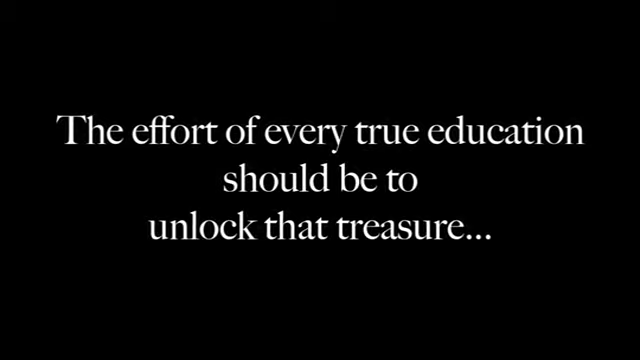 The effort of every true education
should be to
unlock that treasure...